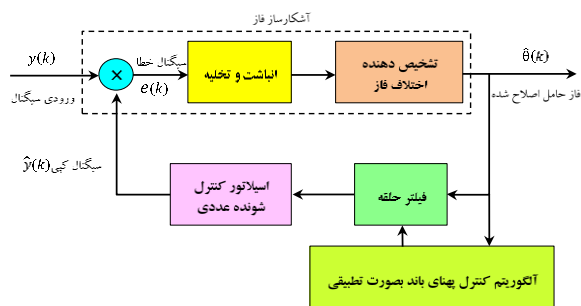 آشکارساز فاز
y(k)
ورودی سیگنال
×
سیگنال خطا
e(k)
انباشت و تخلیه
تشخیص دهنده
اختلاف فاز
θ̂(k)
فاز حامل اصلاح شده
سیگنال کپی ŷ(k)
اسیلاتور کنترل
شونده عددی
فیلتر حلقه
آلگوریتم کنترل پهنای باند بصورت تطبیقی